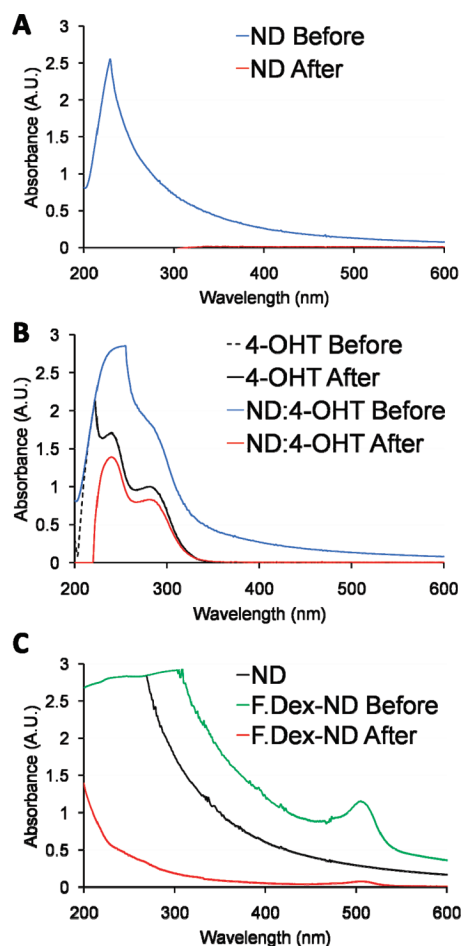 A
ND Before
ND After
Absorbance (A.U.)
3
2.5
2
1.5
1
0.5
0
200 300 400 500 600
Wavelength (nm)
B
4-OHT Before
4-OHT After
ND:4-OHT Before
ND:4-OHT After
Absorbance (A.U.)
3
2.5
2
1.5
1
0.5
0
200 300 400 500 600
Wavelength (nm)
C
ND
F.Dex-ND Before
F.Dex-ND After
Absorbance (A.U.)
3
2.5
2
1.5
1
0.5
0
200 300 400 500 600
Wavelength (nm)